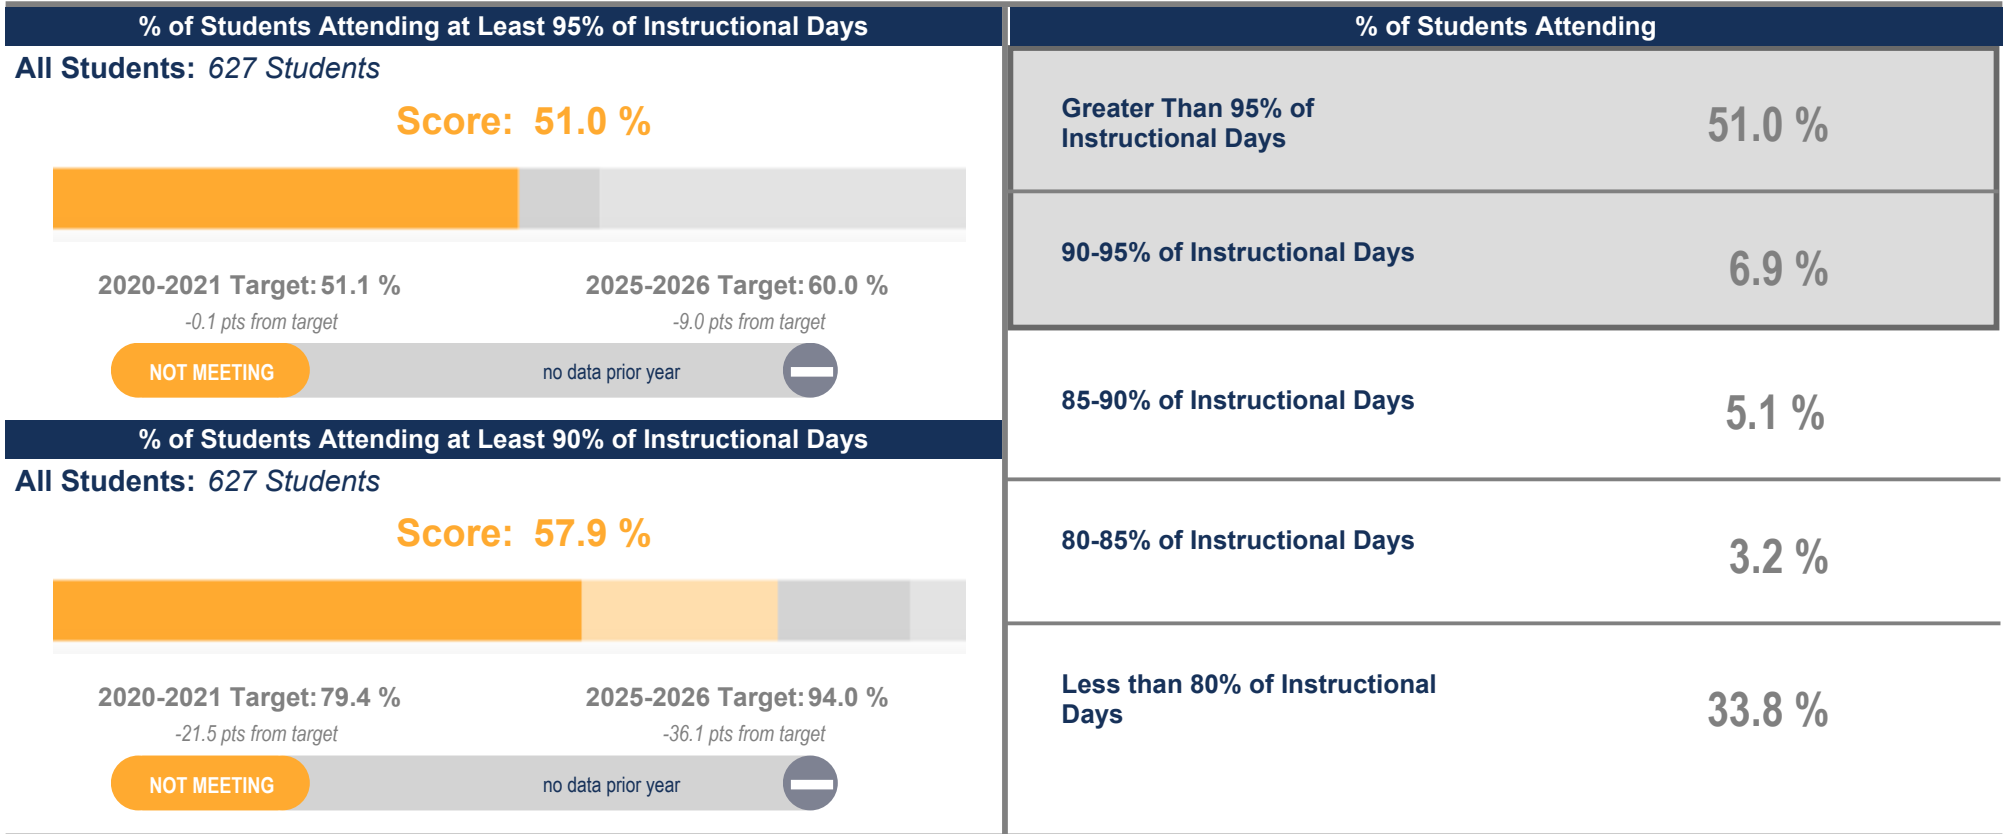 % of Students Attending at Least 95% of Instructional Days
All Students: 627 Students
Score: 51.0 %
2020-2021 Target: 51.1 %
-0.1 pts from target
2025-2026 Target: 60.0 %
-9.0 pts from target
NOT MEETING
no data prior year
% of Students Attending at Least 90% of Instructional Days
All Students: 627 Students
Score: 57.9 %
2020-2021 Target: 79.4 %
-21.5 pts from target
2025-2026 Target: 94.0 %
-36.1 pts from target
NOT MEETING
no data prior year
% of Students Attending
Greater Than 95% of
Instructional Days
51.0 %
90-95% of Instructional Days
6.9 %
85-90% of Instructional Days
5.1 %
80-85% of Instructional Days
3.2 %
Less than 80% of Instructional
Days
33.8 %